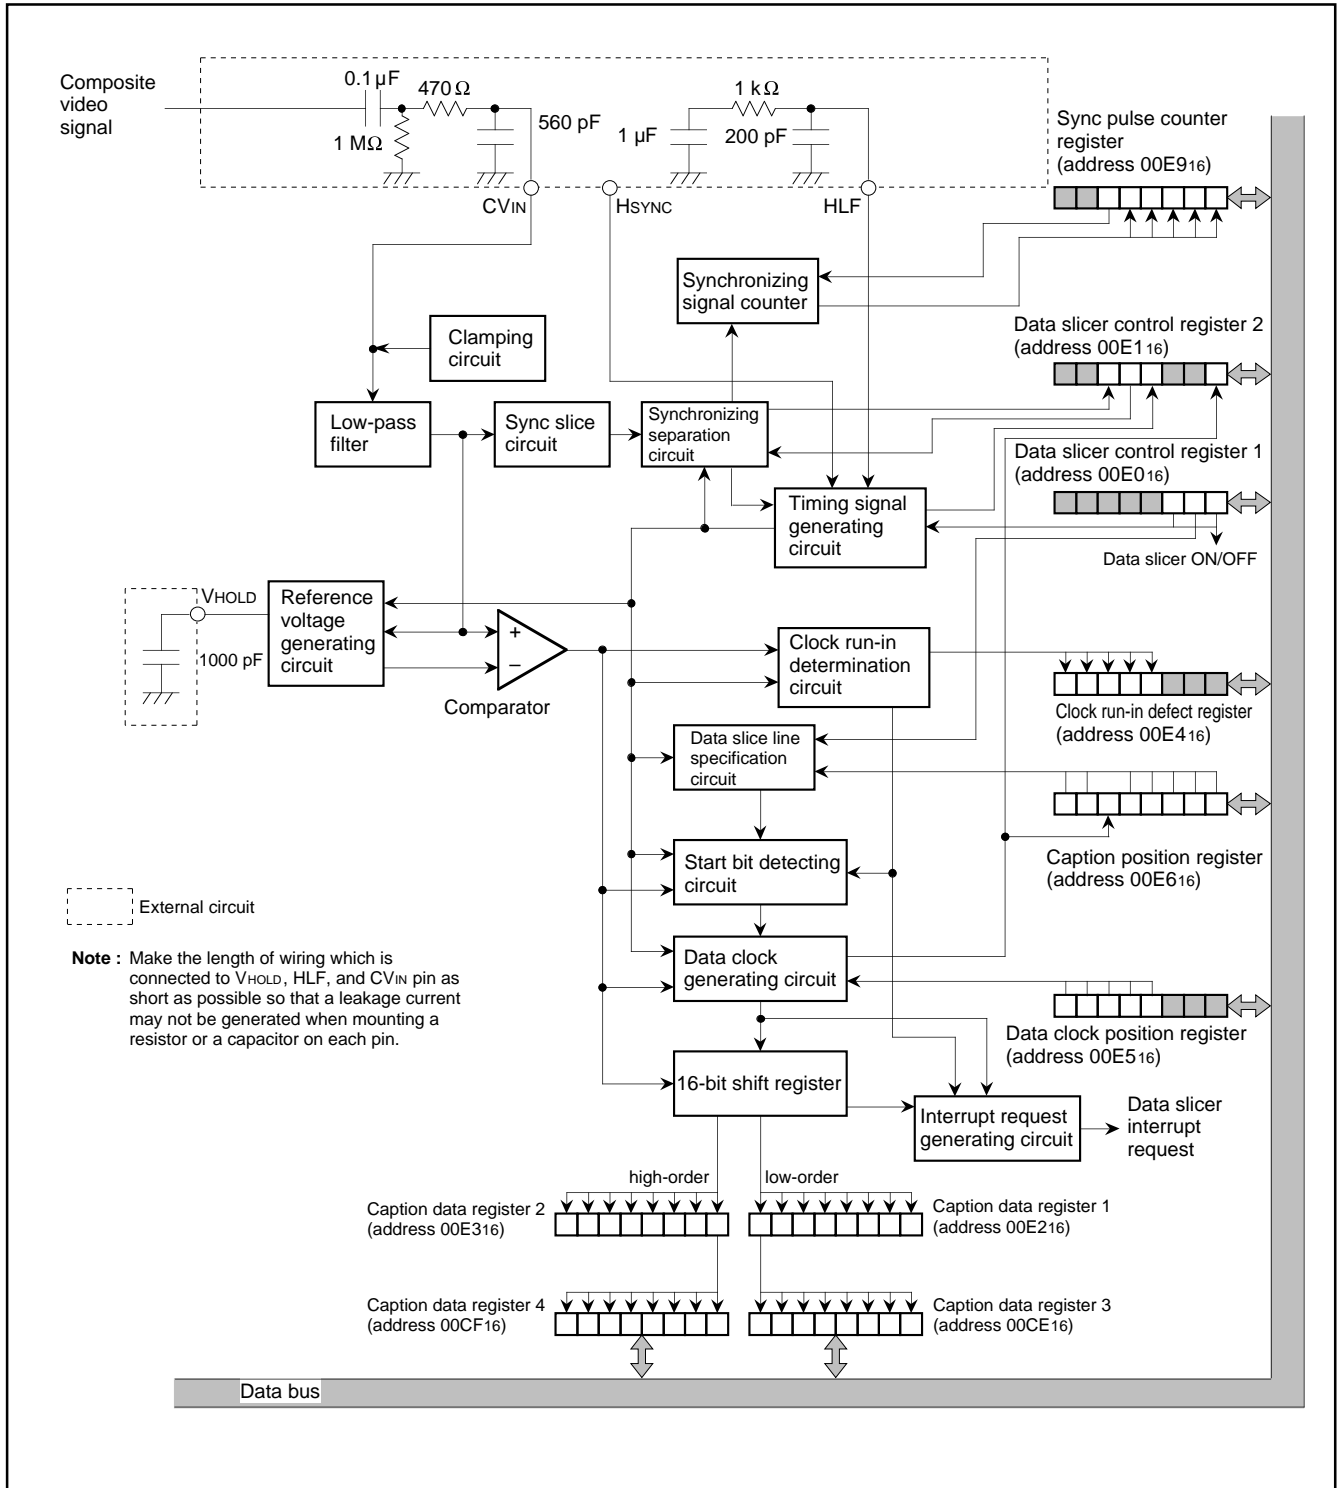 Composite
video
signal
0.1 µF
470 Ω
1 MΩ
560 pF
1 kΩ
1 µF
200 pF
CVIN
HSYNC
HLF
Sync pulse counter
register
(address 00E916)
Synchronizing
signal counter
Data slicer control register 2
(address 00E116)
Clamping
circuit
Low-pass
filter
Sync slice
circuit
Synchronizing
separation
circuit
Data slicer control register 1
(address 00E016)
Timing signal
generating
circuit
Data slicer ON/OFF
VHOLD
1000 pF
Reference
voltage
generating
circuit
+
–
Comparator
Clock run-in
determination
circuit
Clock run-in defect register
(address 00E416)
Data slice line
specification
circuit
Start bit detecting
circuit
Caption position register
(address 00E616)
External circuit
Note : Make the length of wiring which is
connected to VHOLD, HLF, and CVIN pin as
short as possible so that a leakage current
may not be generated when mounting a
resistor or a capacitor on each pin.
Data clock
generating circuit
Data clock position register
(address 00E516)
16-bit shift register
Interrupt request
generating circuit
Data slicer
interrupt
request
high-order
low-order
Caption data register 2
(address 00E316)
Caption data register 1
(address 00E216)
Caption data register 4
(address 00CF16)
Caption data register 3
(address 00CE16)
Data bus